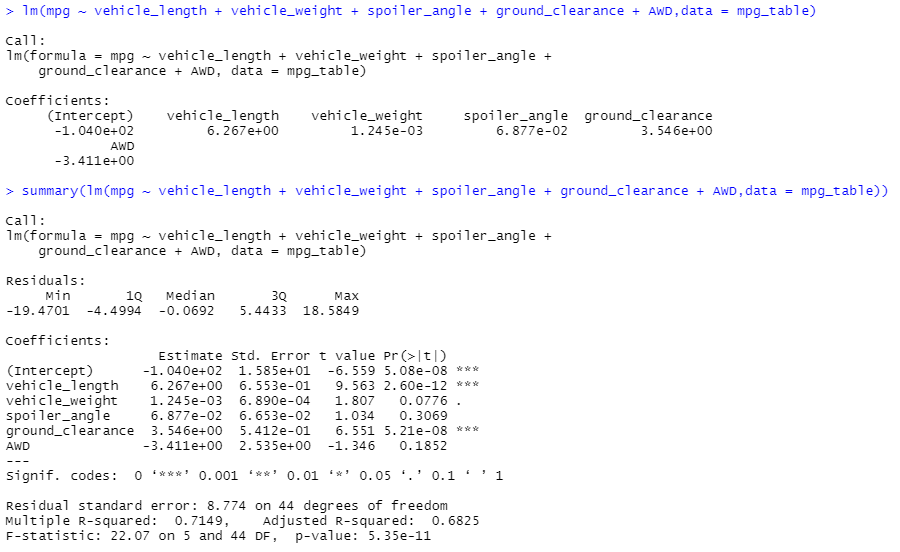 > lm(mpg ~ vehicle_length + vehicle_weight + spoiler_angle + ground_clearance + AWD,data = mpg_table)
Call:
lm(formula = mpg ~ vehicle_length + vehicle_weight + spoiler_angle +
    ground_clearance + AWD, data = mpg_table)
Coefficients:
     (Intercept)    vehicle_length    vehicle_weight     spoiler_angle  ground_clearance
      -1.040e+02         6.267e+00         1.245e-03         6.877e-02         3.546e+00
             AWD
      -3.411e+00
> summary(lm(mpg ~ vehicle_length + vehicle_weight + spoiler_angle + ground_clearance + AWD,data = mpg_table))
Call:
lm(formula = mpg ~ vehicle_length + vehicle_weight + spoiler_angle +
    ground_clearance + AWD, data = mpg_table)
Residuals:
     Min       1Q   Median       3Q      Max
-19.4701  -4.4994  -0.0692   5.4433  18.5849
Coefficients:
                   Estimate Std. Error t value Pr(>|t|)
(Intercept)      -1.040e+02  1.585e+01  -6.559 5.08e-08 ***
vehicle_length    6.267e+00  6.553e-01   9.563 2.60e-12 ***
vehicle_weight    1.245e-03  6.890e-04   1.807   0.0776 .
spoiler_angle     6.877e-02  6.653e-02   1.034   0.3069
ground_clearance  3.546e+00  5.412e-01   6.551 5.21e-08 ***
AWD              -3.411e+00  2.535e+00  -1.346   0.1852
---
Signif. codes:  0 ‘***’ 0.001 ‘**’ 0.01 ‘*’ 0.05 ‘.’ 0.1 ‘ ’ 1
Residual standard error: 8.774 on 44 degrees of freedom
Multiple R-squared:  0.7149,    Adjusted R-squared:  0.6825
F-statistic: 22.07 on 5 and 44 DF,  p-value: 5.35e-11